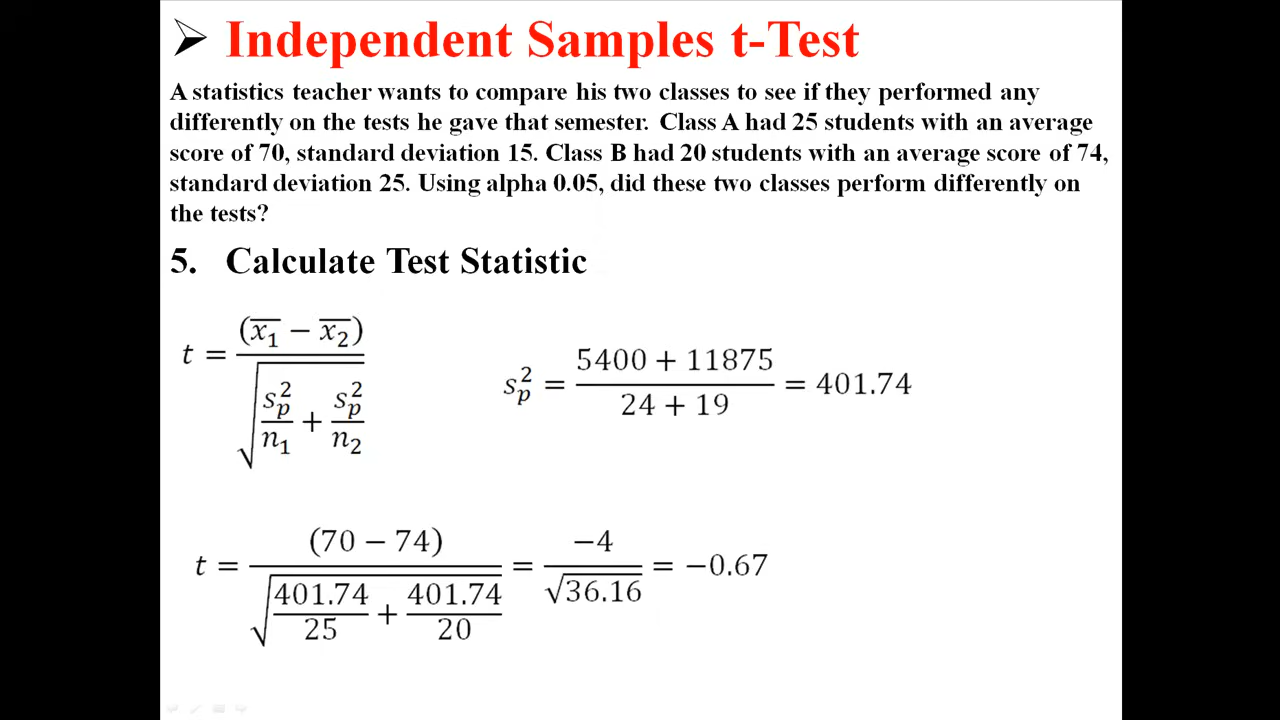 ➢ Independent Samples t-Test
A statistics teacher wants to compare his two classes to see if they performed any
differently on the tests he gave that semester. Class A had 25 students with an average
score of 70, standard deviation 15. Class B had 20 students with an average score of 74,
standard deviation 25. Using alpha 0.05, did these two classes perform differently on
the tests?
5. Calculate Test Statistic
t = (x̅₁ − x̅₂) / √(s²ₚ/n₁ + s²ₚ/n₂)
s²ₚ = (5400 + 11875) / (24 + 19) = 401.74
t = (70 − 74) / √(401.74/25 + 401.74/20) = −4 / √36.16 = −0.67